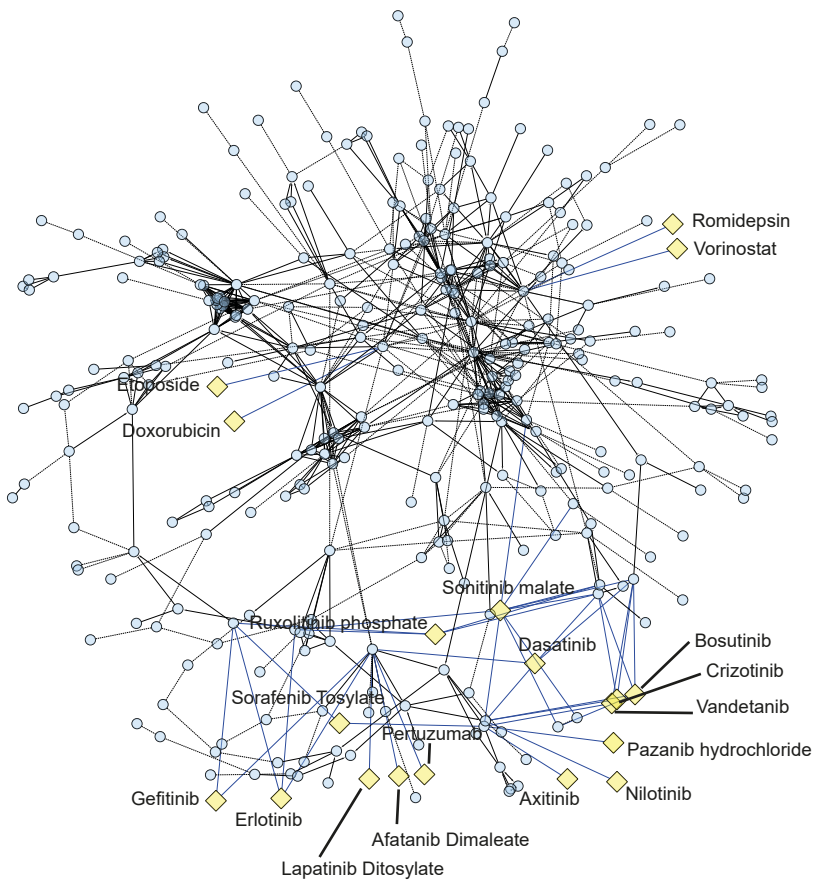 Romidepsin
Vorinostat
Etoposide
Doxorubicin
Sonitinib malate
Ruxolitinib phosphate
Dasatinib
Bosutinib
Crizotinib
Sorafenib Tosylate
Vandetanib
Pertuzumab
Pazanib hydrochloride
Gefitinib
Axitinib
Nilotinib
Erlotinib
Afatanib Dimaleate
Lapatinib Ditosylate